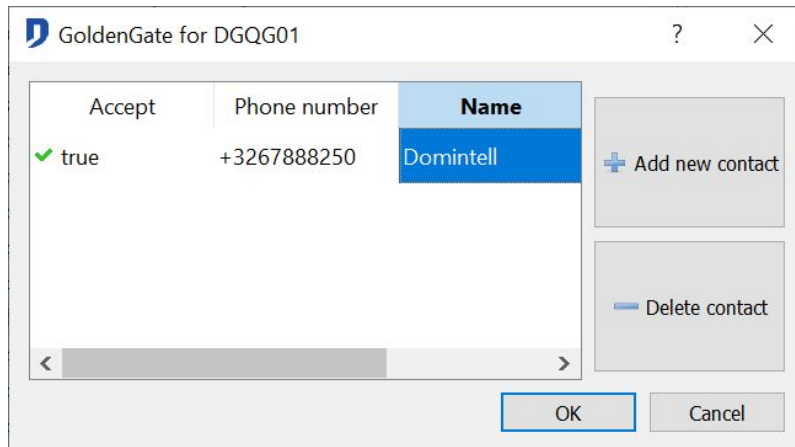 GoldenGate for DGQG01
?
Accept Phone number Name
true +3267888250 Domintell
Add new contact
Delete contact
OK Cancel